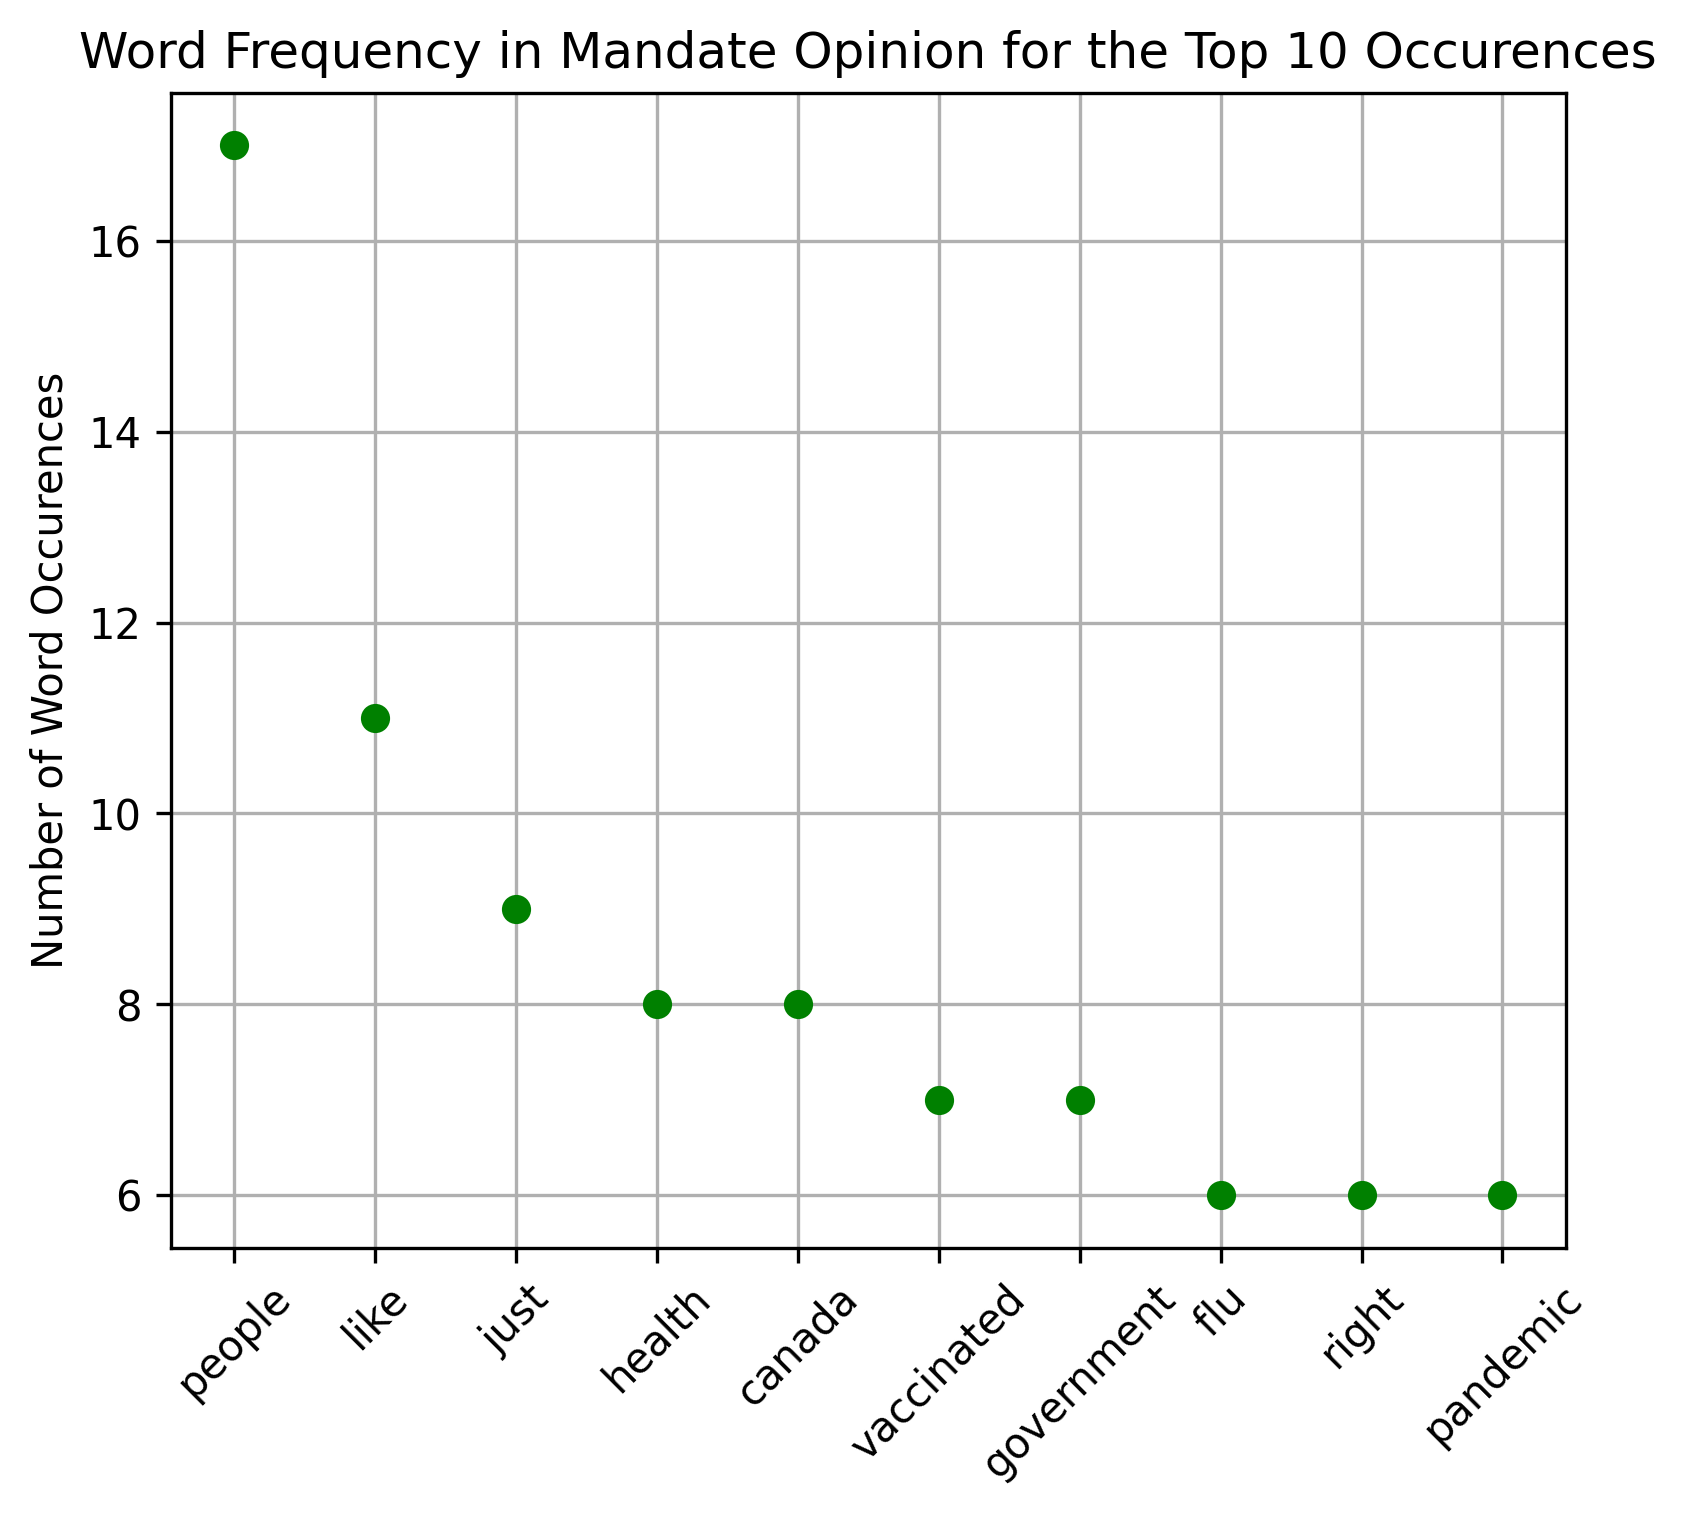 Word Frequency in Mandate Opinion for the Top 10 Occurences
Number of Word Occurences
16
14
12
10
8
6
people
like
just
health
canada
vaccinated
government
flu
right
pandemic